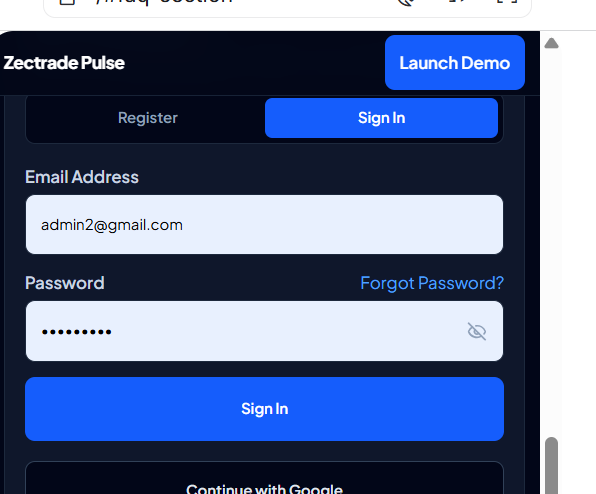 Zectrade Pulse
Launch Demo
Register
Sign In
Email Address
admin2@gmail.com
Password
Forgot Password?
•••••••••
Sign In
Continue with Google